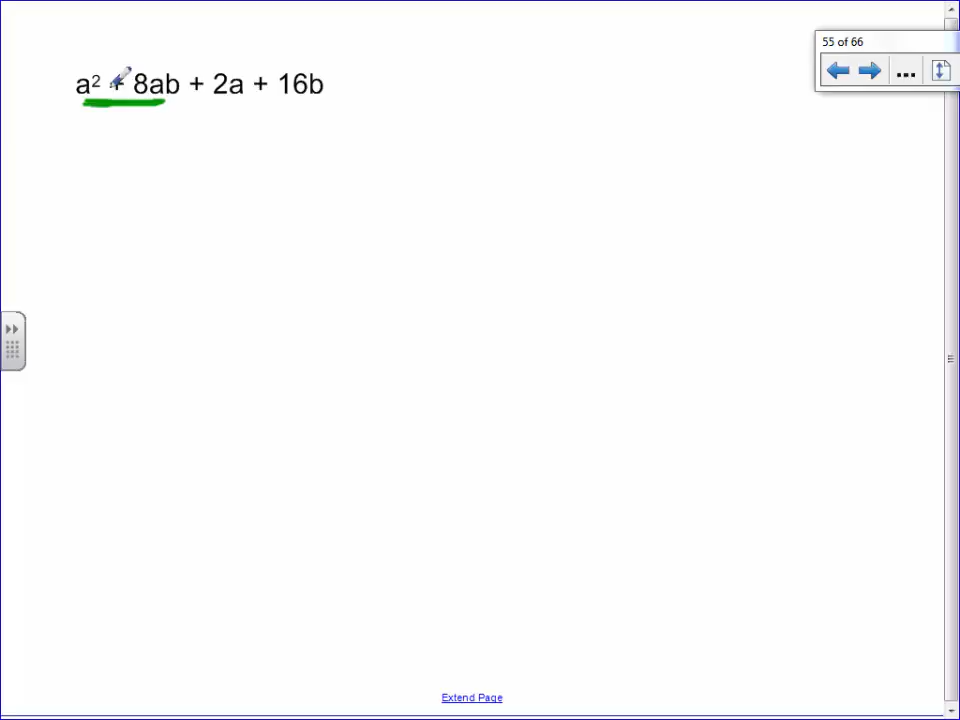 55 of 66
a² + 8ab + 2a + 16b
...
Extend Page